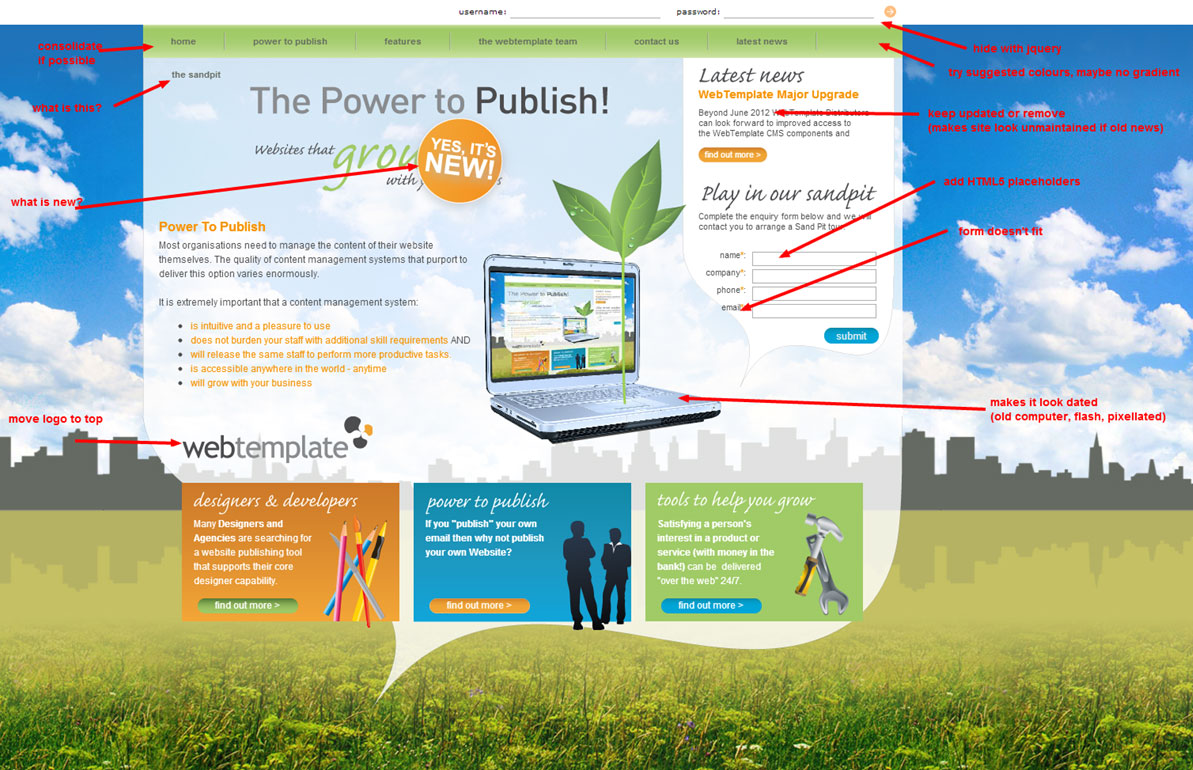 username:
password:
home
power to publish
features
the webtemplate team
contact us
latest news
consolidate
if possible
hide with jquery
try suggested colours, maybe no gradient
the sandpit
what is this?
The Power to Publish!
Websites that
grow
with
YES, IT'S
NEW!
what is new?
Latest news
WebTemplate Major Upgrade
Beyond June 2012 WebTemplate Distributors
can look forward to improved access to
the WebTemplate CMS components and
find out more >
keep updated or remove
(makes site look unmaintained if old news)
Play in our sandpit
Complete the enquiry form below and we will
contact you to arrange a Sand Pit tour
add HTML5 placeholders
form doesn't fit
name*:
company*:
phone*:
email*:
submit
Power To Publish
Most organisations need to manage the content of their website
themselves. The quality of content management systems that purport to
deliver this option varies enormously.
It is extremely important that a content management system:
is intuitive and a pleasure to use
does not burden your staff with additional skill requirements AND
will release the same staff to perform more productive tasks
is accessible anywhere in the world - anytime
will grow with your business
The Power to Publish!
makes it look dated
(old computer, flash, pixellated)
move logo to top
webtemplate
designers & developers
Many Designers and
Agencies are searching for
a website publishing tool
that supports their core
designer capability.
find out more >
power to publish
If you "publish" your own
email then why not publish
your own Website?
find out more >
tools to help you grow
Satisfying a person's
interest in a product or
service (with money in the
bank!) can be delivered
"over the web" 24/7.
find out more >